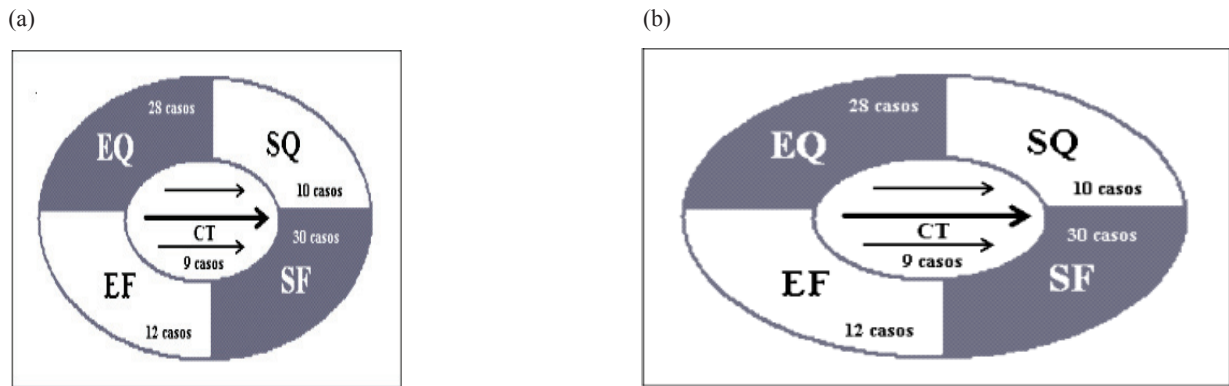 (a)
28 casos
EQ
SQ
10 casos
CT
9 casos
30 casos
EF
SF
12 casos
(b)
28 casos
EQ
SQ
10 casos
CT
9 casos
30 casos
EF
SF
12 casos